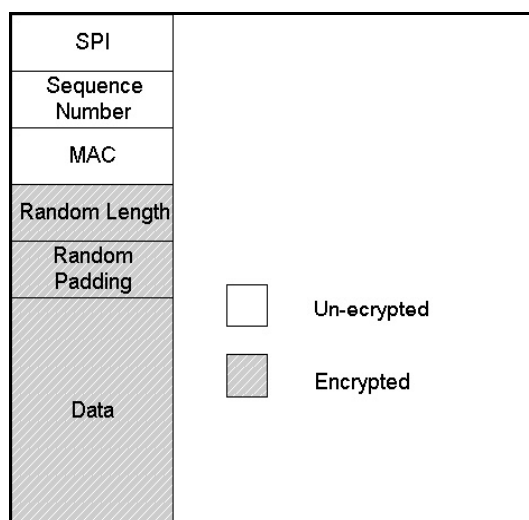 SPI
Sequence
Number
MAC
Random Length
Random
Padding
Data
Un-ecrypted
Encrypted